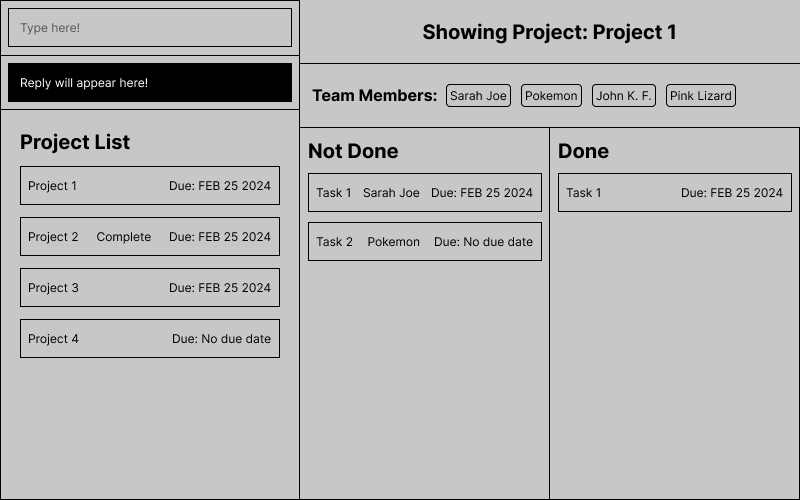 Type here!
Reply will appear here!
Project List
Project 1 Due: FEB 25 2024
Project 2 Complete Due: FEB 25 2024
Project 3 Due: FEB 25 2024
Project 4 Due: No due date
Showing Project: Project 1
Team Members: Sarah Joe Pokemon John K. F. Pink Lizard
Not Done
Task 1 Sarah Joe Due: FEB 25 2024
Task 2 Pokemon Due: No due date
Done
Task 1 Due: FEB 25 2024